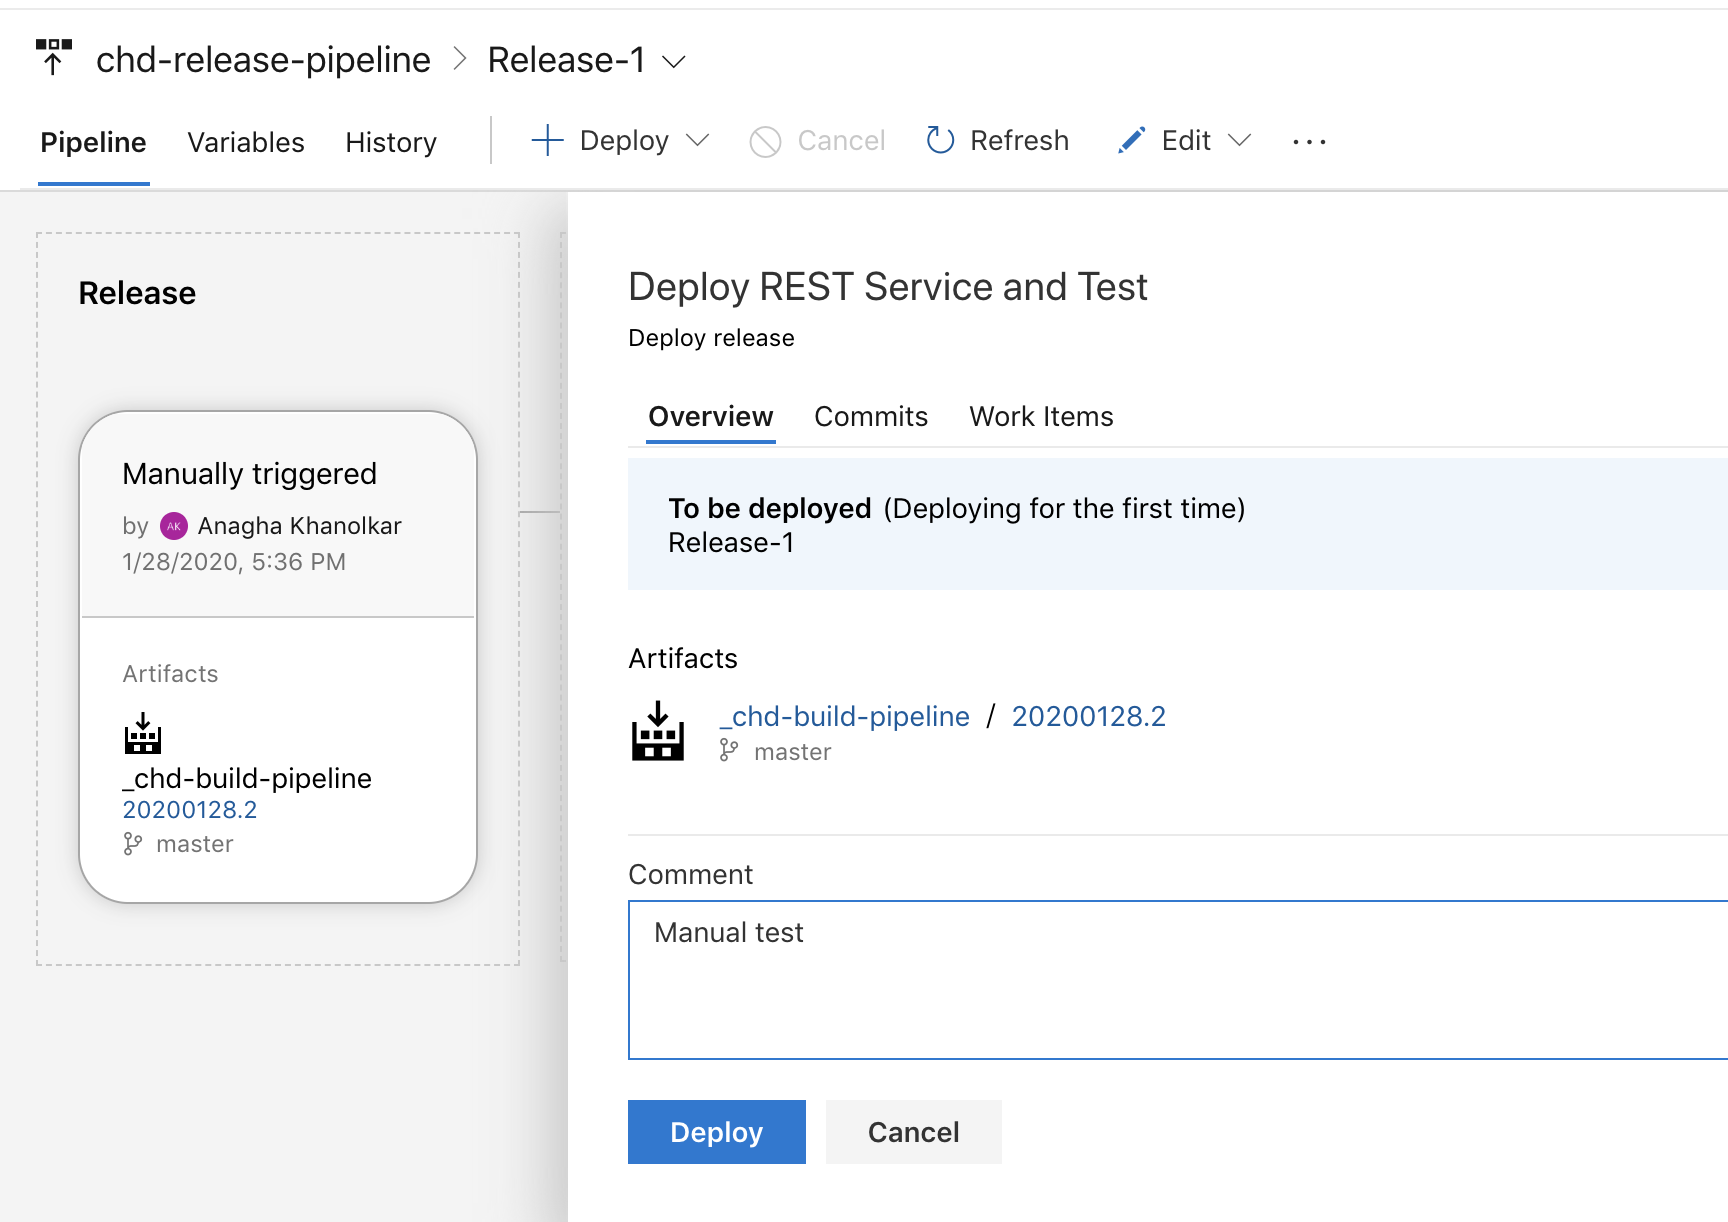 chd-release-pipeline > Release-1
Pipeline Variables History Deploy Cancel Refresh Edit ...
Release
Manually triggered
by AK Anagha Khanolkar
1/28/2020, 5:36 PM
Artifacts
_chd-build-pipeline
20200128.2
master
Deploy REST Service and Test
Deploy release
Overview Commits Work Items
To be deployed (Deploying for the first time)
Release-1
Artifacts
_chd-build-pipeline / 20200128.2
master
Comment
Manual test
Deploy Cancel